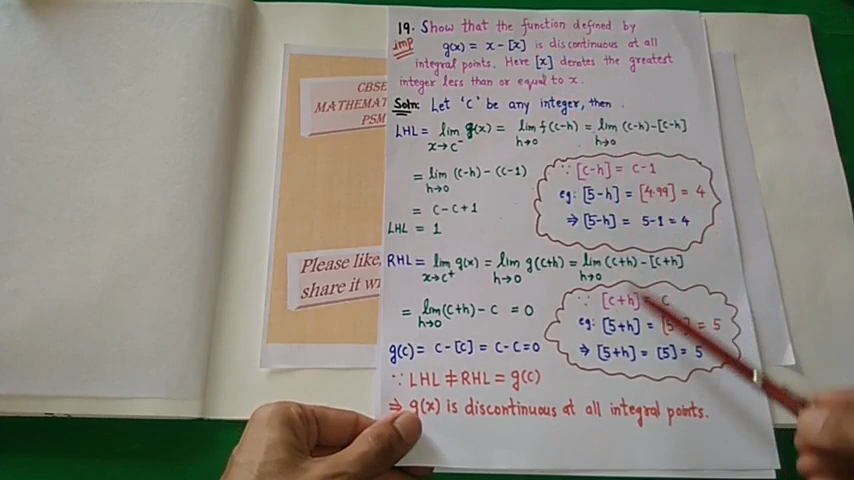 19. Show that the function defined by
imp g(x) = x - [x] is discontinuous at all
integral points. Here [x] denotes the greatest
integer less than or equal to x.
Soln: Let 'C' be any integer, then.
LHL = lim x→c⁻ g(x) = lim h→0 f(c-h) = lim h→0 (c-h) - [c-h]
= lim h→0 (c-h) - (c-1)
∵ [c-h] = c-1
eg: [5-h] = [4.99] = 4
⇒ [5-h] = 5-1 = 4
= c - c + 1
LHL = 1
RHL = lim x→c⁺ g(x) = lim h→0 g(c+h) = lim h→0 (c+h) - [c+h]
= lim h→0 (c+h) - c = 0
∵ [c+h] = c
eg: [5+h] = [5 ] = 5
⇒ [5+h] = [5] = 5
g(c) = c - [c] = c - c = 0
∵ LHL ≠ RHL = g(c)
⇒ g(x) is discontinuous at all integral points.
CBSE
MATHEMAT
PSM
Please like,
share it wi